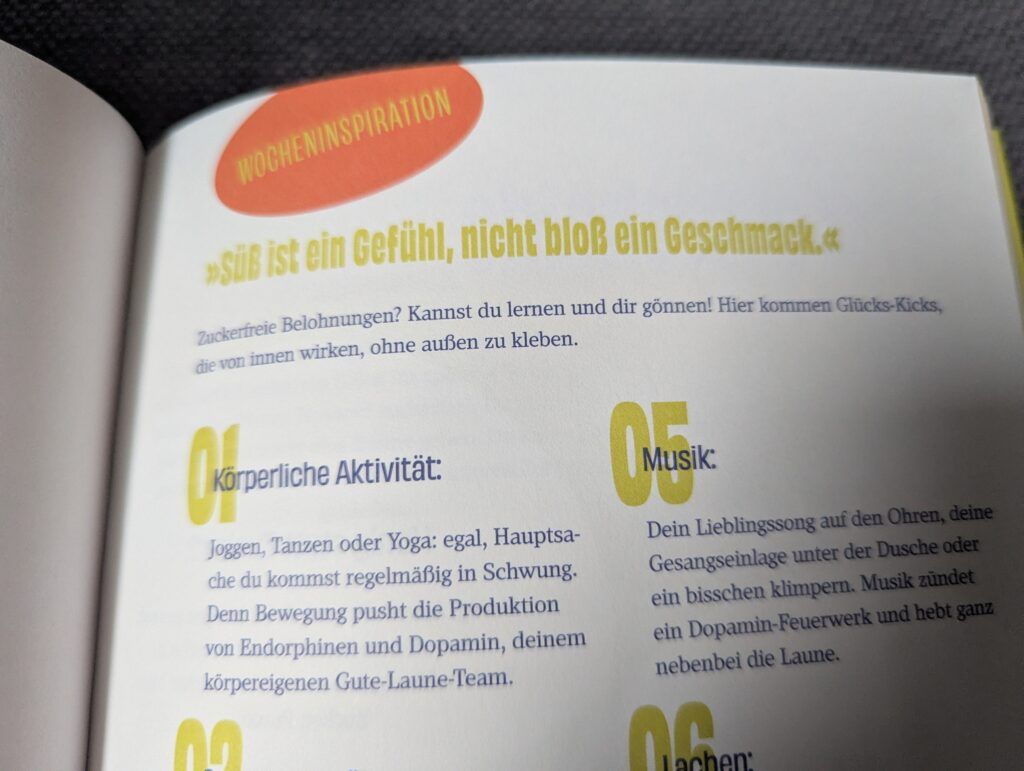 WOCHENINSPIRATION
»Süß ist ein Gefühl, nicht bloß ein Geschmack.«
Zuckerfreie Belohnungen? Kannst du lernen und dir gönnen! Hier kommen Glücks-Kicks,
die von innen wirken, ohne außen zu kleben.
01
Körperliche Aktivität:
Joggen, Tanzen oder Yoga: egal, Hauptsa-
che du kommst regelmäßig in Schwung.
Denn Bewegung pusht die Produktion
von Endorphinen und Dopamin, deinem
körpereigenen Gute-Laune-Team.
02
05
Musik:
Dein Lieblingssong auf den Ohren, deine
Gesangseinlage unter der Dusche oder
ein bisschen klimpern. Musik zündet
ein Dopamin-Feuerwerk und hebt ganz
nebenbei die Laune.
06
Lachen: